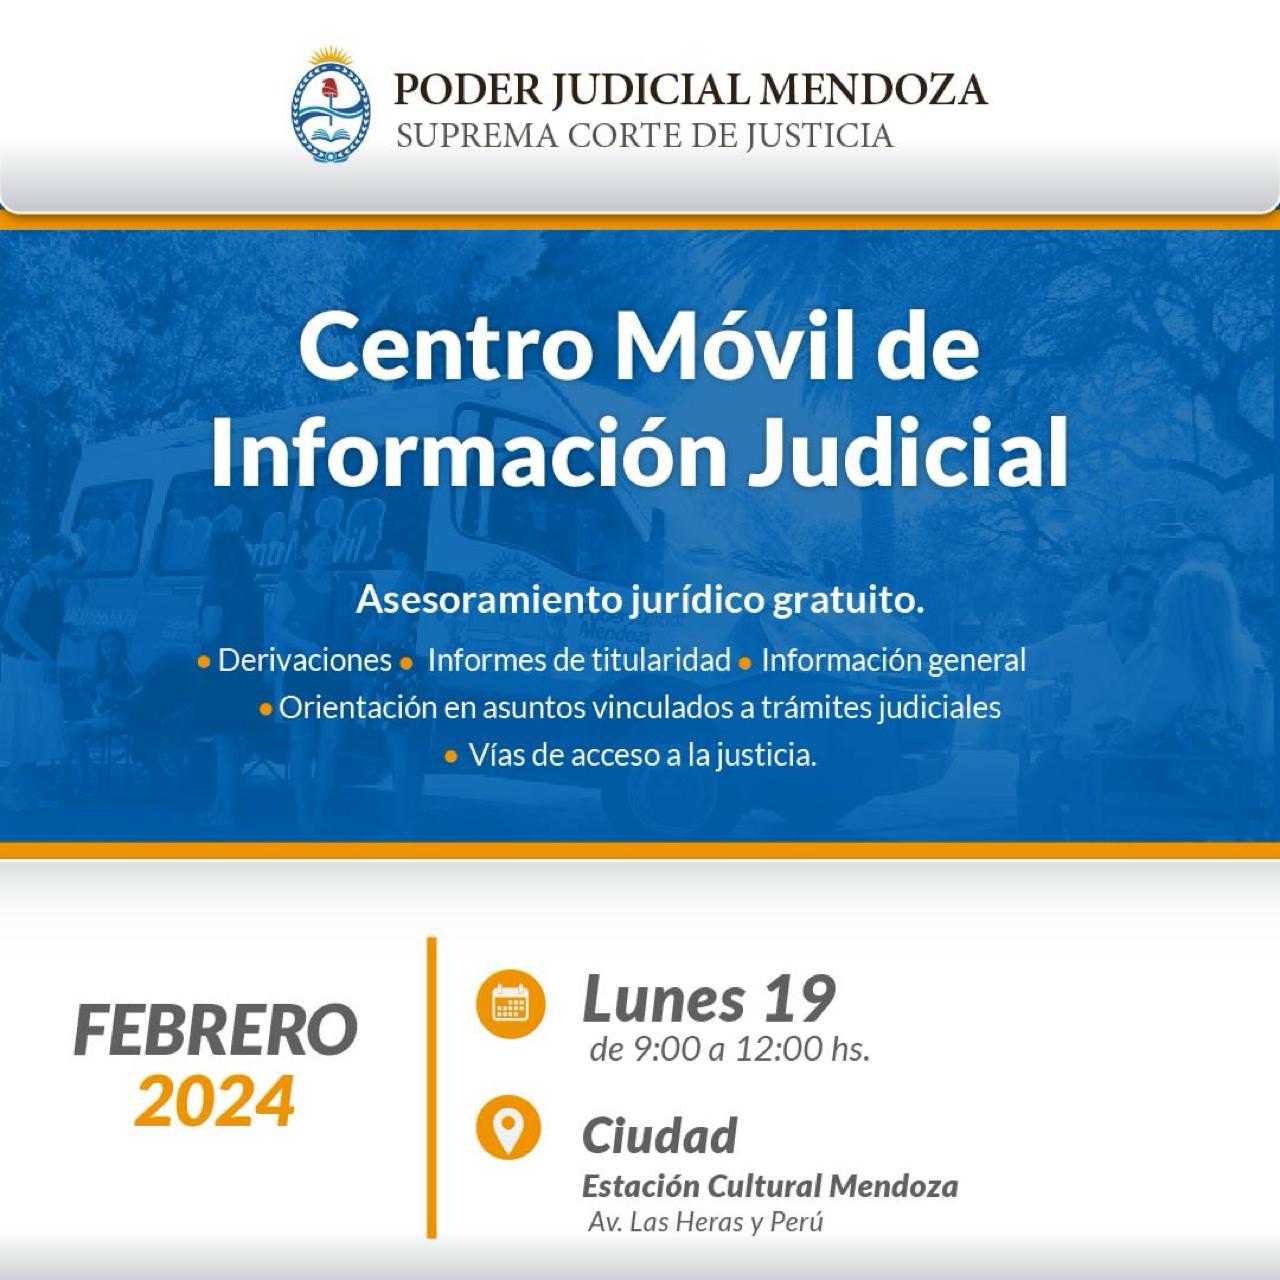 PODER JUDICIAL MENDOZA
SUPREMA CORTE DE JUSTICIA
Centro Móvil de
Información Judicial
Asesoramiento jurídico gratuito.
• Derivaciones • Informes de titularidad • Información general
• Orientación en asuntos vinculados a trámites judiciales
• Vías de acceso a la justicia.
FEBRERO
2024
Lunes 19
de 9:00 a 12:00 hs.
Ciudad
Estación Cultural Mendoza
Av. Las Heras y Perú